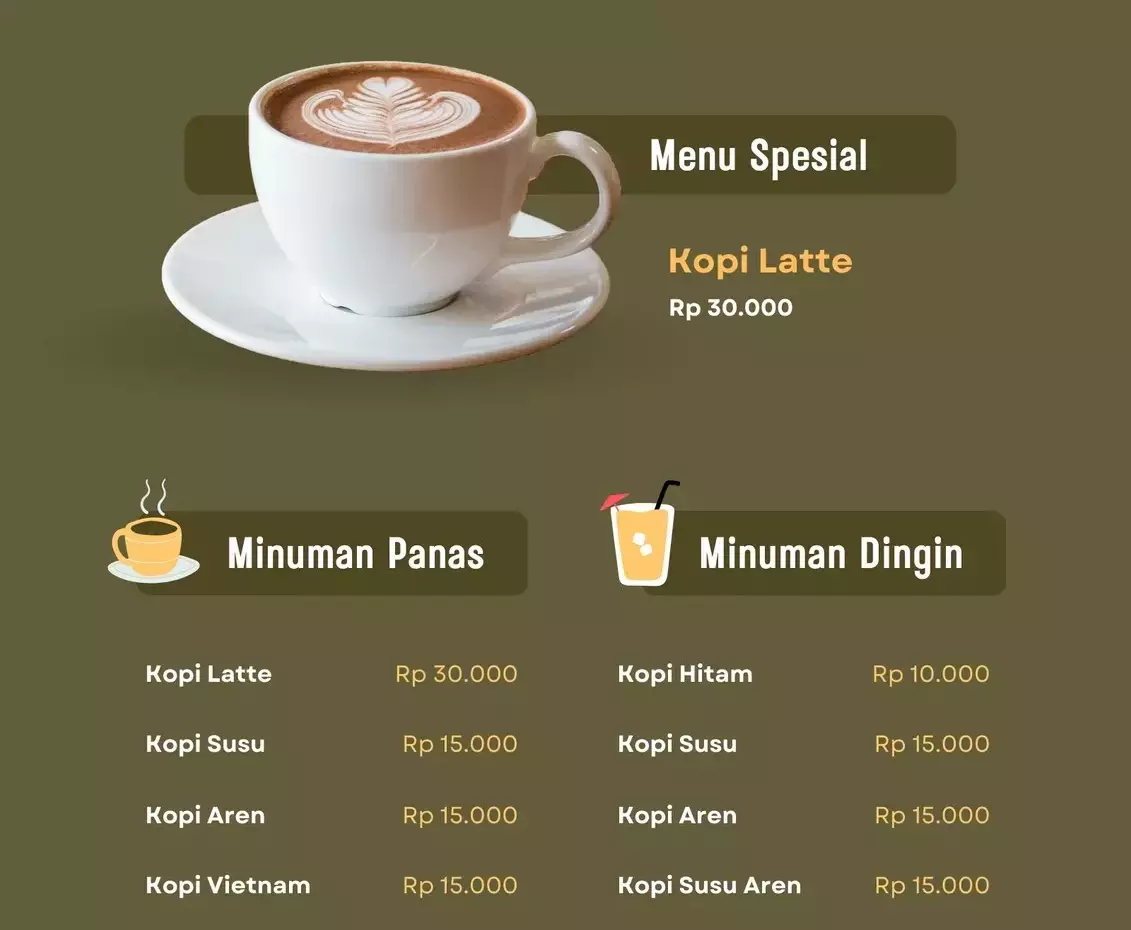 Menu Spesial
Kopi Latte
Rp 30.000
Minuman Panas
Kopi Latte Rp 30.000
Kopi Susu Rp 15.000
Kopi Aren Rp 15.000
Kopi Vietnam Rp 15.000
Minuman Dingin
Kopi Hitam Rp 10.000
Kopi Susu Rp 15.000
Kopi Aren Rp 15.000
Kopi Susu Aren Rp 15.000